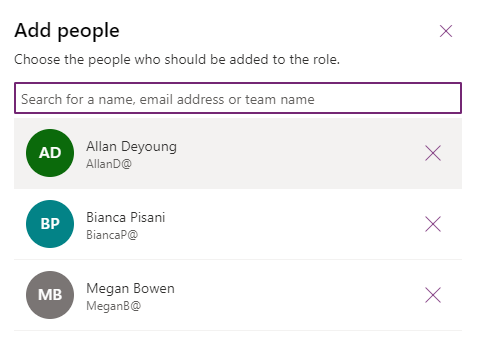 Add people
Choose the people who should be added to the role.
Search for a name, email address or team name
AD
Allan Deyoung
AllanD@
BP
Bianca Pisani
BiancaP@
MB
Megan Bowen
MeganB@